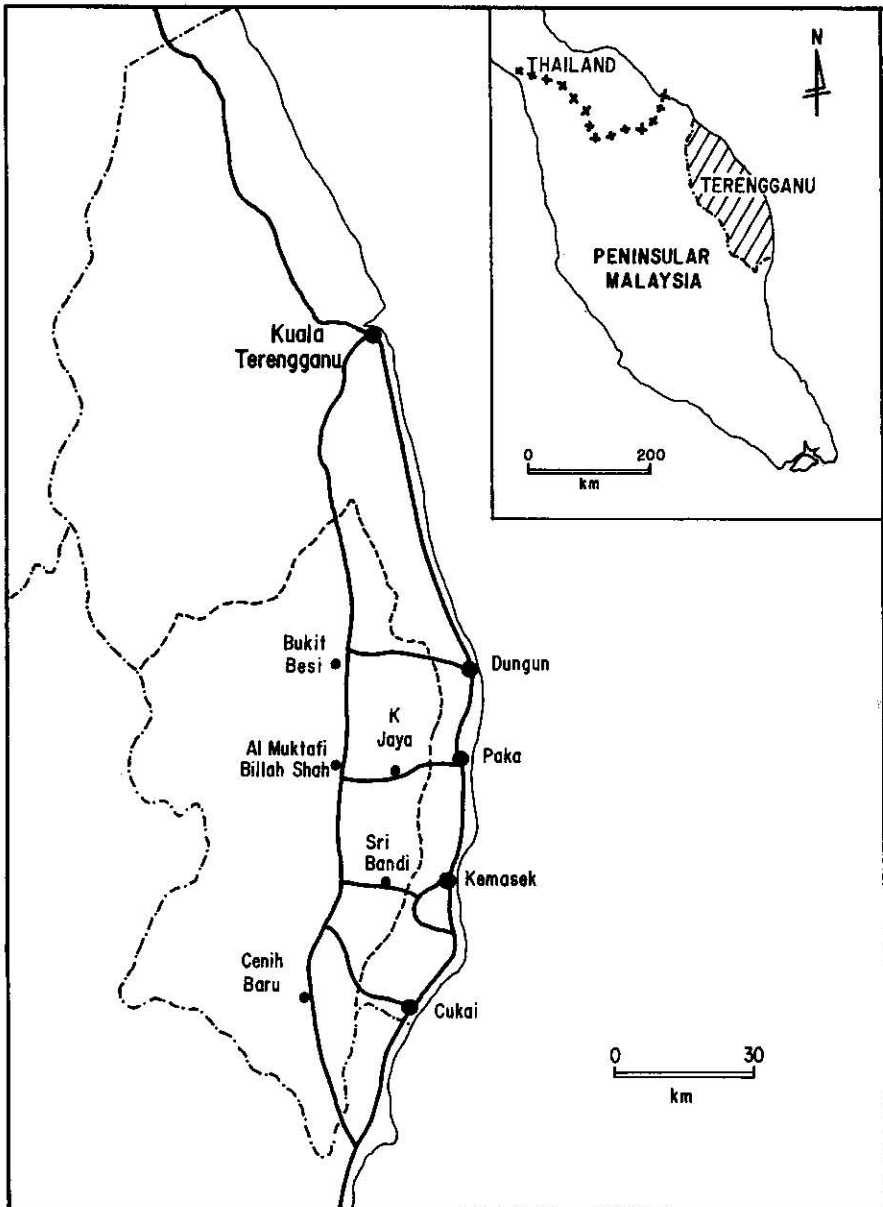 THAILAND
N
TERENGGANU
PENINSULAR
MALAYSIA
0 200
km
Kuala
Terengganu
Bukit
Besi
Dungun
K
Jaya
Al Muktafi
Billah Shah
Paka
Sri
Bandi
Kemasek
Cenih
Baru
Cukai
0 30
km